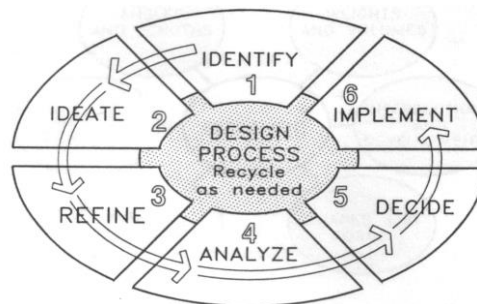 IDENTIFY
1
IDEATE
2
REFINE
3
ANALYZE
4
DECIDE
5
IMPLEMENT
6
DESIGN
PROCESS
Recycle
as needed